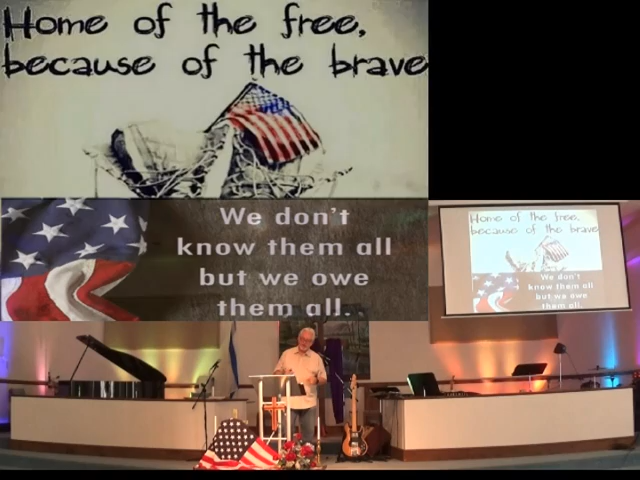 Home of the free,
because of the brave
We don't
know them all
but we owe
them all.
Home of the free,
because of the brave
We don't
know them all
but we owe
them all.